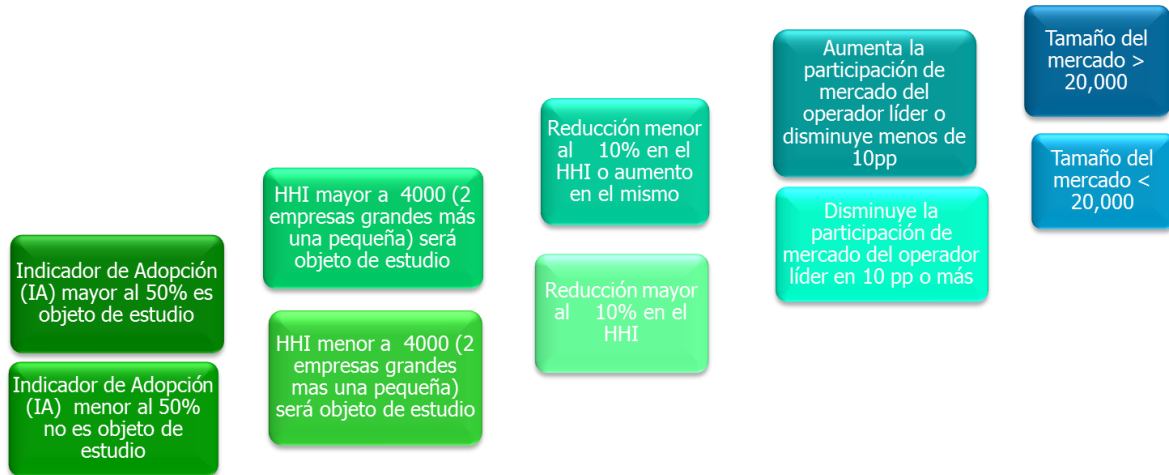 Indicador de Adopción
(IA) mayor al 50% es
objeto de estudio
Indicador de Adopción
(IA) menor al 50%
no es objeto de
estudio
HHI mayor a 4000 (2
empresas grandes más
una pequeña) será
objeto de estudio
HHI menor a 4000 (2
empresas grandes
mas una pequeña)
será objeto de estudio
Reducción menor
al 10% en el
HHI o aumento
en el mismo
Reducción mayor
al 10% en el
HHI
Aumenta la
participación de
mercado del
operador líder o
disminuye menos de
10pp
Disminuye la
participación de
mercado del operador
líder en 10 pp o más
Tamaño del
mercado >
20,000
Tamaño del
mercado <
20,000